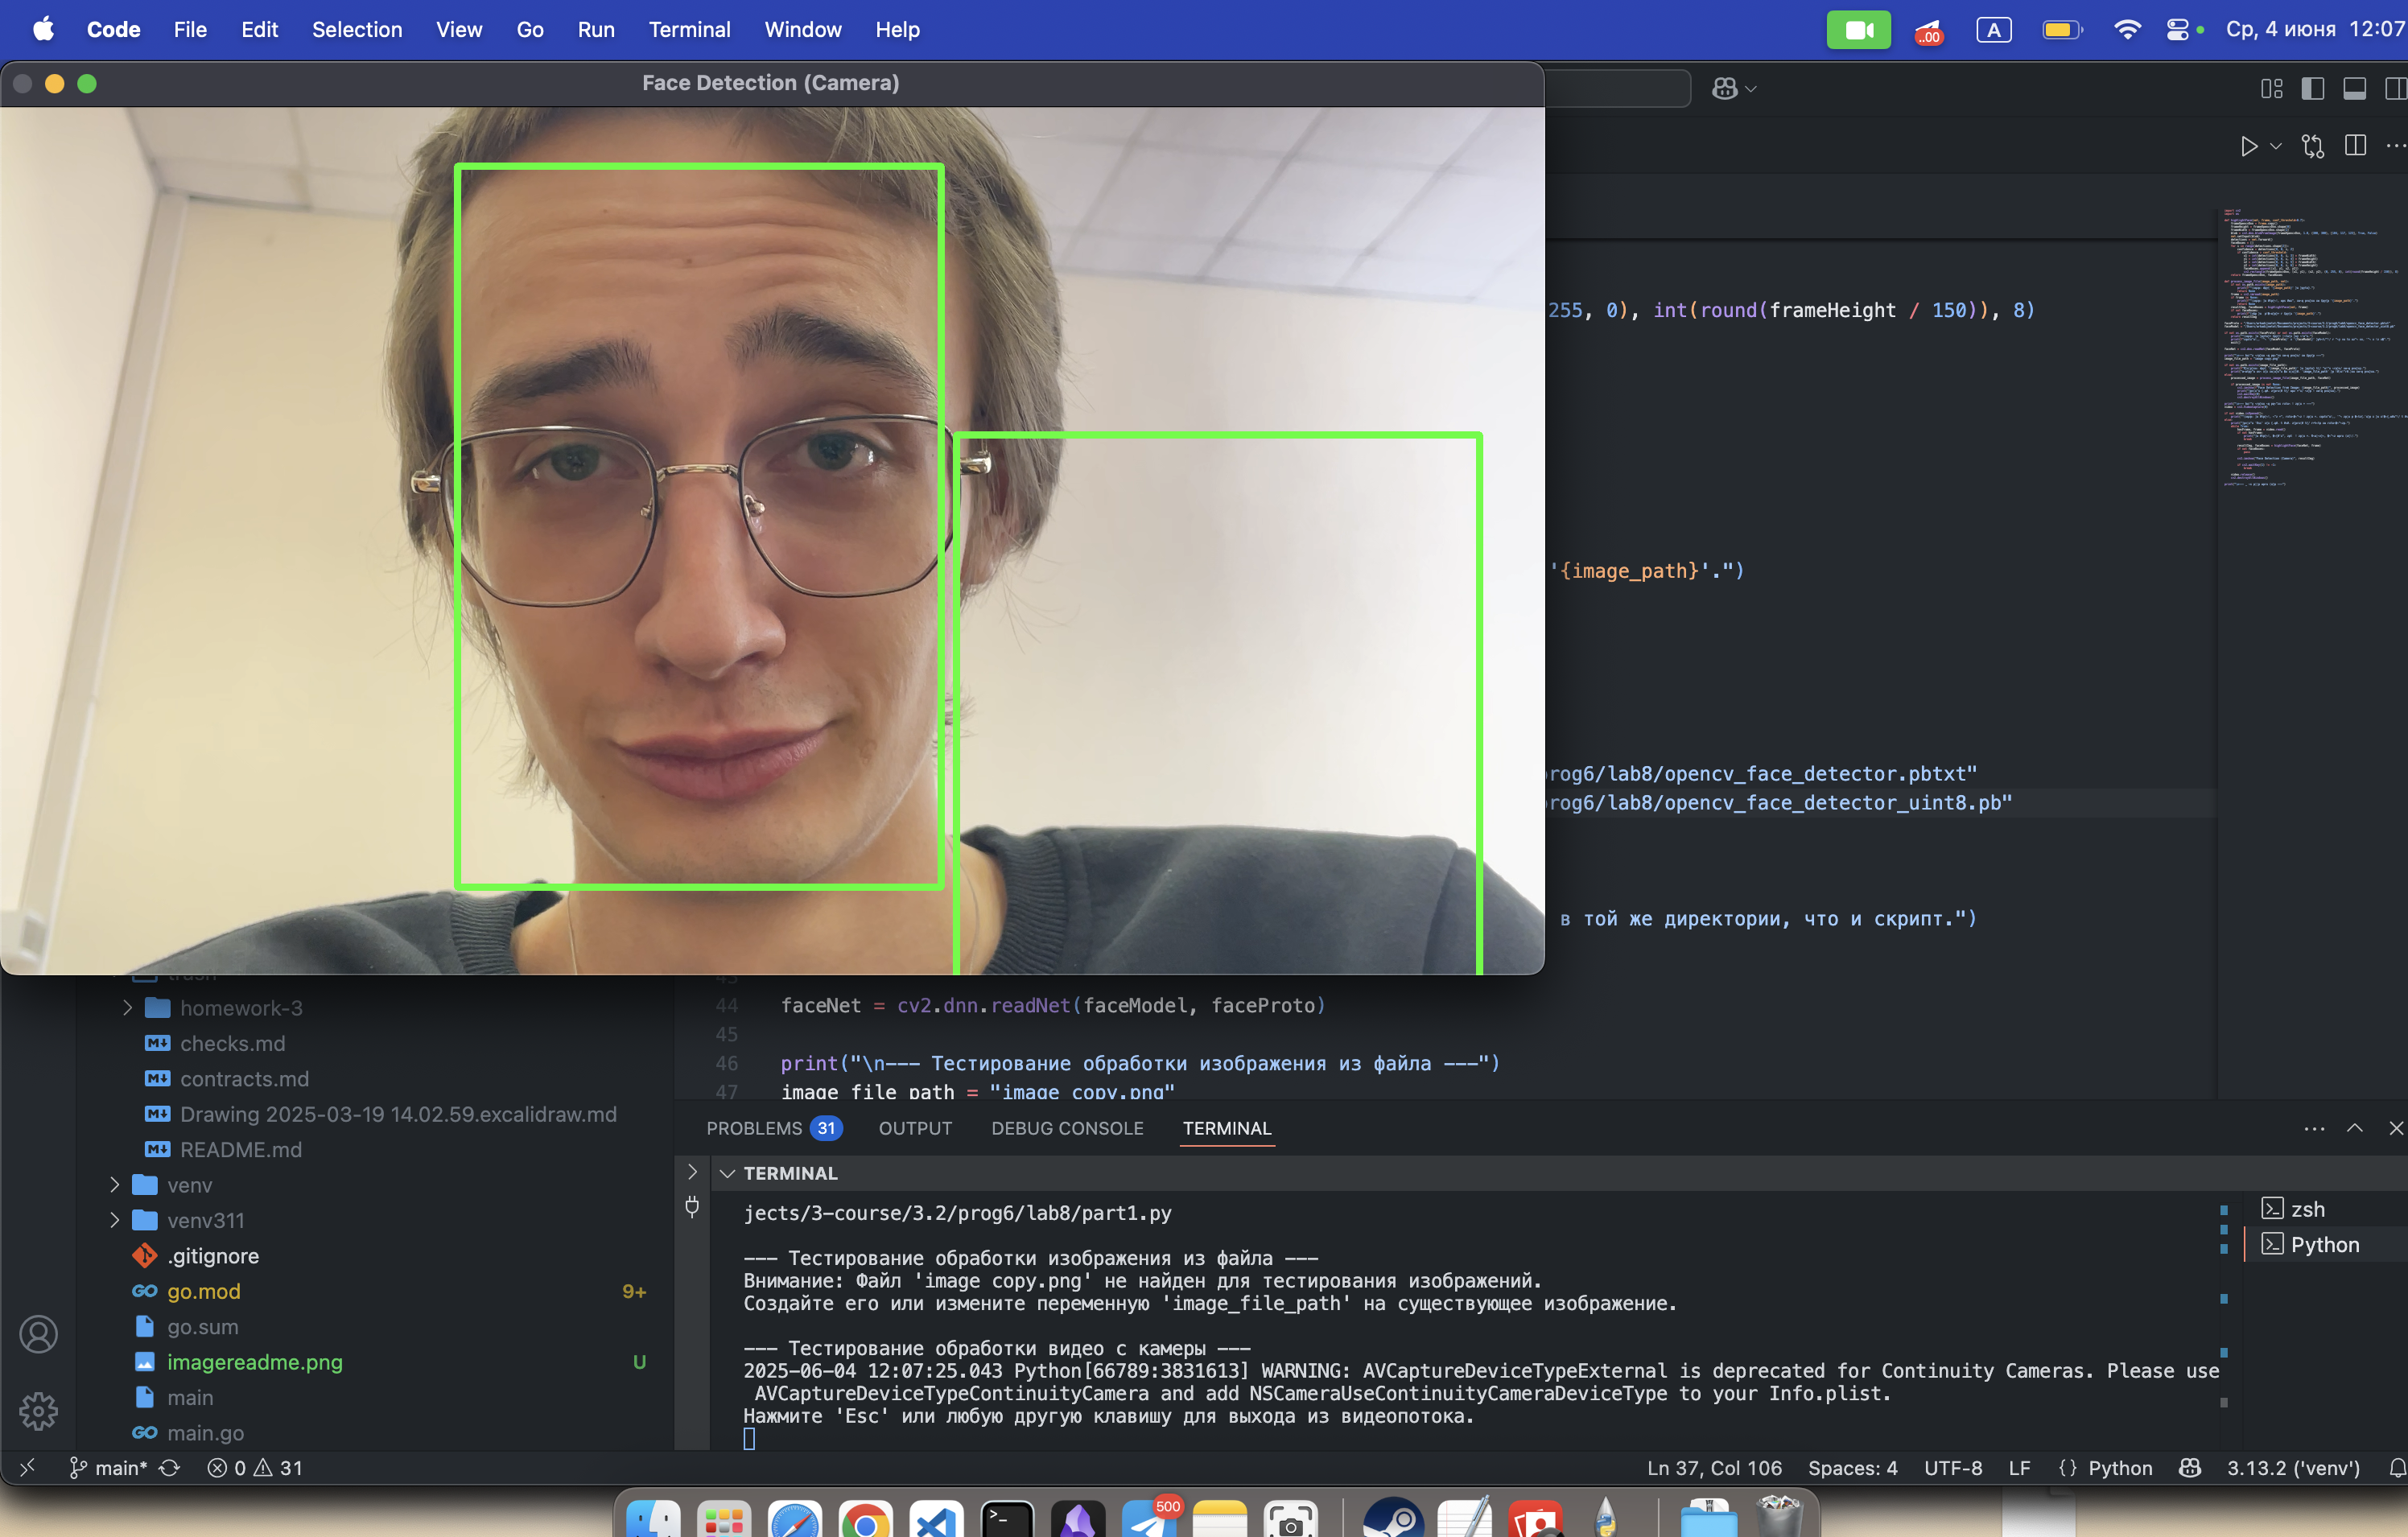 Code File Edit Selection View Go Run Terminal Window Help
..00 A Ср, 4 июня 12:07
Face Detection (Camera)
255, 0), int(round(frameHeight / 150)), 8)
'{image_path}'.")
prog6/lab8/opencv_face_detector.pbtxt"
prog6/lab8/opencv_face_detector_uint8.pb"
в той же директории, что и скрипт.")
trash
homework-3
checks.md
contracts.md
Drawing 2025-03-19 14.02.59.excalidraw.md
README.md
venv
venv311
.gitignore
go.mod 9+
go.sum
imagereadme.png U
main
main.go
43
44 faceNet = cv2.dnn.readNet(faceModel, faceProto)
45
46 print("\n--- Тестирование обработки изображения из файла ---")
47 image_file_path = "image copy.png"
PROBLEMS 31 OUTPUT DEBUG CONSOLE TERMINAL
TERMINAL
jects/3-course/3.2/prog6/lab8/part1.py
--- Тестирование обработки изображения из файла ---
Внимание: Файл 'image copy.png' не найден для тестирования изображений.
Создайте его или измените переменную 'image_file_path' на существующее изображение.
--- Тестирование обработки видео с камеры ---
2025-06-04 12:07:25.043 Python[66789:3831613] WARNING: AVCaptureDeviceTypeExternal is deprecated for Continuity Cameras. Please use
AVCaptureDeviceTypeContinuityCamera and add NSCameraUseContinuityCameraDeviceType to your Info.plist.
Нажмите 'Esc' или любую другую клавишу для выхода из видеопотока.
zsh
Python
main* 0 31 Ln 37, Col 106 Spaces: 4 UTF-8 LF {} Python 3.13.2 ('venv')
500